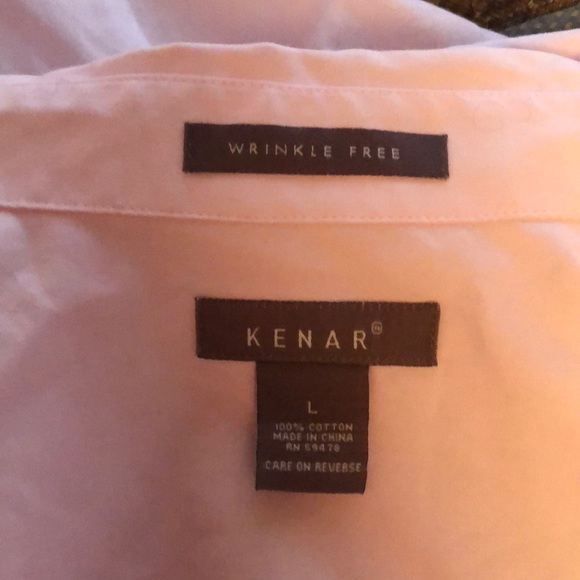 WRINKLE FREE
KENAR®
L
100% COTTON
MADE IN CHINA
RN 59478
CARE ON REVERSE